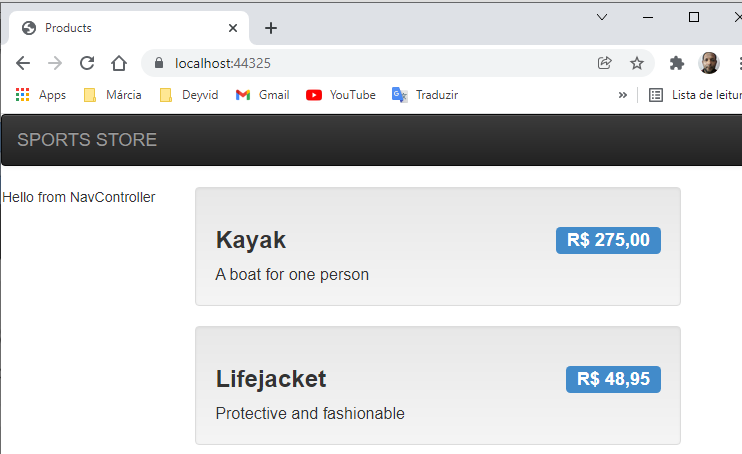 Products
localhost:44325
Apps Márcia Deyvid Gmail YouTube Traduzir » Lista de leitur
SPORTS STORE
Hello from NavController
Kayak R$ 275,00
A boat for one person
Lifejacket R$ 48,95
Protective and fashionable